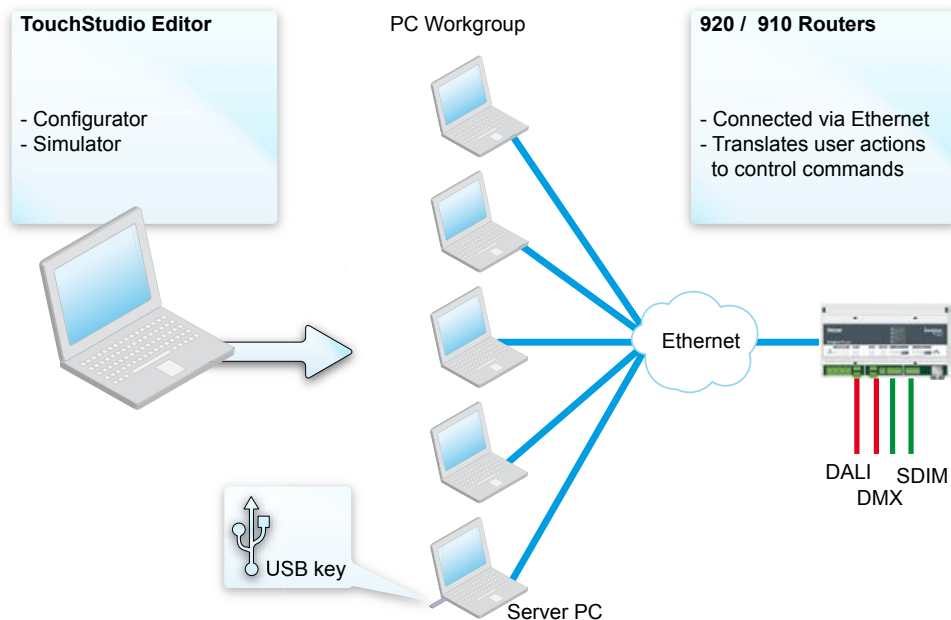 TouchStudio Editor
- Configurator
- Simulator
PC Workgroup
920 / 910 Routers
- Connected via Ethernet
- Translates user actions
to control commands
Ethernet
DALI
SDIM
DMX
USB key
Server PC